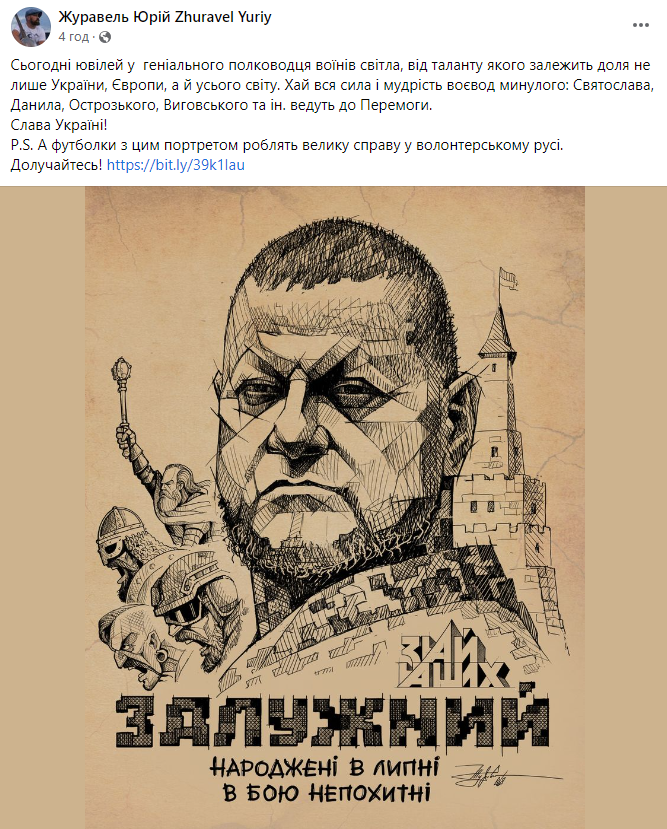 Журавель Юрій Zhuravel Yuriy
4 год ·
Сьогодні ювілей у геніального полководця воїнів світла, від таланту якого залежить доля не
лише України, Європи, а й усього світу. Хай вся сила і мудрість воєвод минулого: Святослава,
Данила, Острозького, Виговського та ін. ведуть до Перемоги.
Слава Україні!
P.S. А футболки з цим портретом роблять велику справу у волонтерському русі.
Долучайтесь! https://bit.ly/39k1lau
ЗНАЙ
НАШИХ
ЗАЛУЖНИЙ
НАРОДЖЕНІ В ЛИПНІ
В БОЮ НЕПОХИТНІ